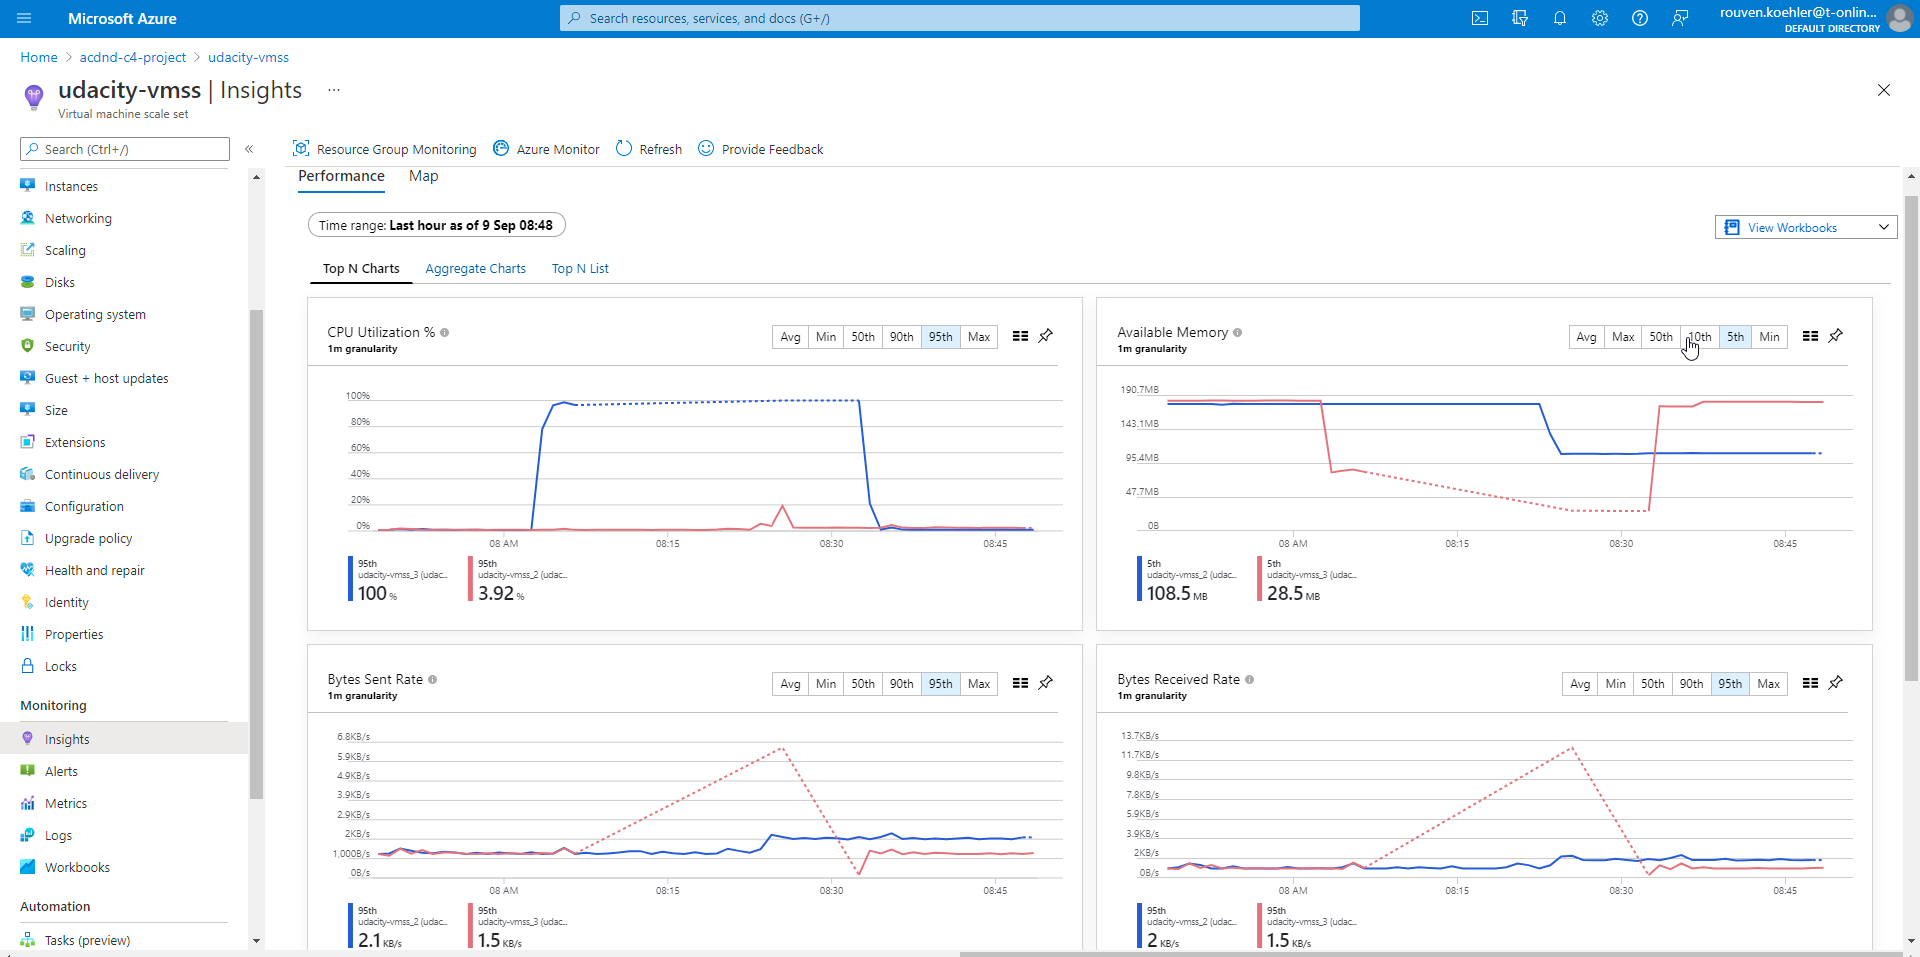 Microsoft Azure
Search resources, services, and docs (G+/)
rouven.koehler@t-onlin...
DEFAULT DIRECTORY
Home > acdnd-c4-project > udacity-vmss
udacity-vmss | Insights ...
Virtual machine scale set
Search (Ctrl+/)
«
Instances
Networking
Scaling
Disks
Operating system
Security
Guest + host updates
Size
Extensions
Continuous delivery
Configuration
Upgrade policy
Health and repair
Identity
Properties
Locks
Monitoring
Insights
Alerts
Metrics
Logs
Workbooks
Automation
Tasks (preview)
Resource Group Monitoring
Azure Monitor
Refresh
Provide Feedback
Performance
Map
Time range: Last hour as of 9 Sep 08:48
View Workbooks
Top N Charts
Aggregate Charts
Top N List
CPU Utilization %
1m granularity
Avg Min 50th 90th 95th Max
100%
80%
60%
40%
20%
0%
08 AM 08:15 08:30 08:45
95th
udacity-vmss_3 (udac...
100 %
95th
udacity-vmss_2 (udac...
3.92 %
Available Memory
1m granularity
Avg Max 50th 10th 5th Min
190.7MB
143.1MB
95.4MB
47.7MB
0B
08 AM 08:15 08:30 08:45
5th
udacity-vmss_2 (udac...
108.5 MB
5th
udacity-vmss_3 (udac...
28.5 MB
Bytes Sent Rate
1m granularity
Avg Min 50th 90th 95th Max
6.8KB/s
5.9KB/s
4.9KB/s
3.9KB/s
2.9KB/s
2KB/s
1,000B/s
0B/s
08 AM 08:15 08:30 08:45
95th
udacity-vmss_2 (udac...
2.1 KB/s
95th
udacity-vmss_3 (udac...
1.5 KB/s
Bytes Received Rate
1m granularity
Avg Min 50th 90th 95th Max
13.7KB/s
11.7KB/s
9.8KB/s
7.8KB/s
5.9KB/s
3.9KB/s
2KB/s
0B/s
08 AM 08:15 08:30 08:45
95th
udacity-vmss_2 (udac...
2 KB/s
95th
udacity-vmss_3 (udac...
1.5 KB/s